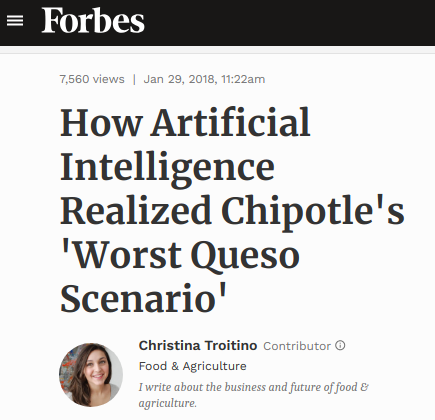 Forbes
7,560 views | Jan 29, 2018, 11:22am
How Artificial
Intelligence
Realized Chipotle's
'Worst Queso
Scenario'
Christina Troitino Contributor
Food & Agriculture
I write about the business and future of food &
agriculture.